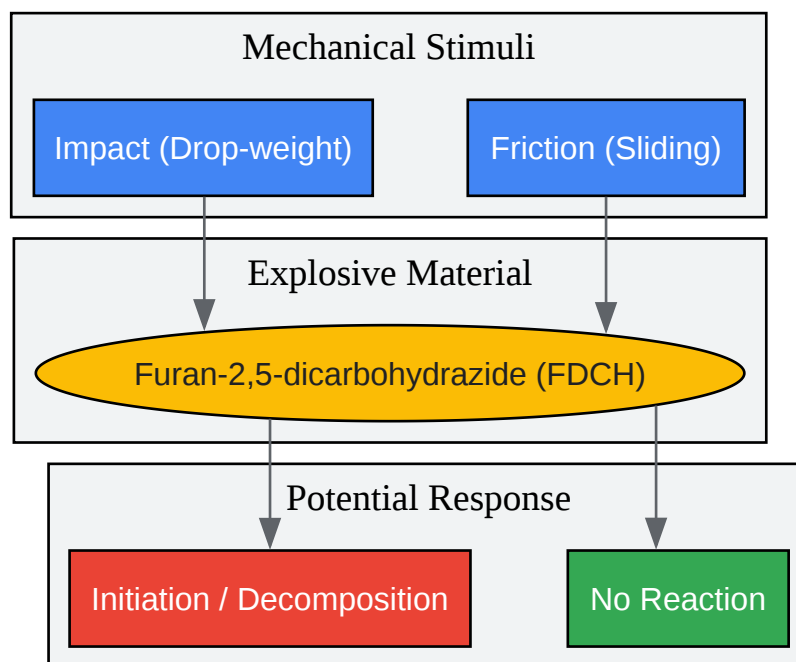 Mechanical Stimuli
Impact (Drop-weight)
Friction (Sliding)
Explosive Material
Furan-2,5-dicarbohydrazide (FDCH)
Potential Response
Initiation / Decomposition
No Reaction